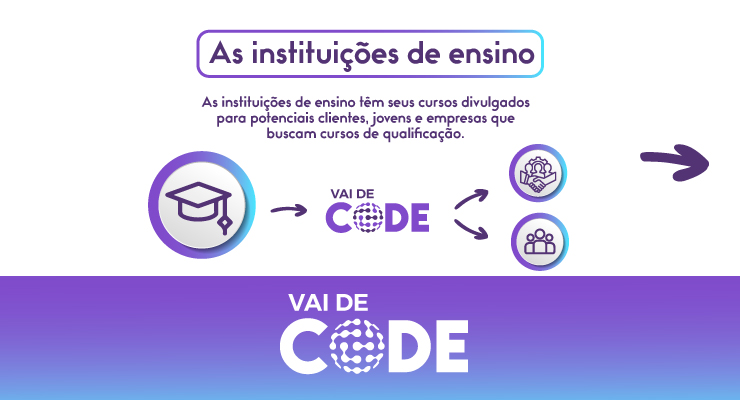 As instituições de ensino
As instituições de ensino têm seus cursos divulgados
para potenciais clientes, jovens e empresas que
buscam cursos de qualificação.
VAI DE
CODE
VAI DE
CODE